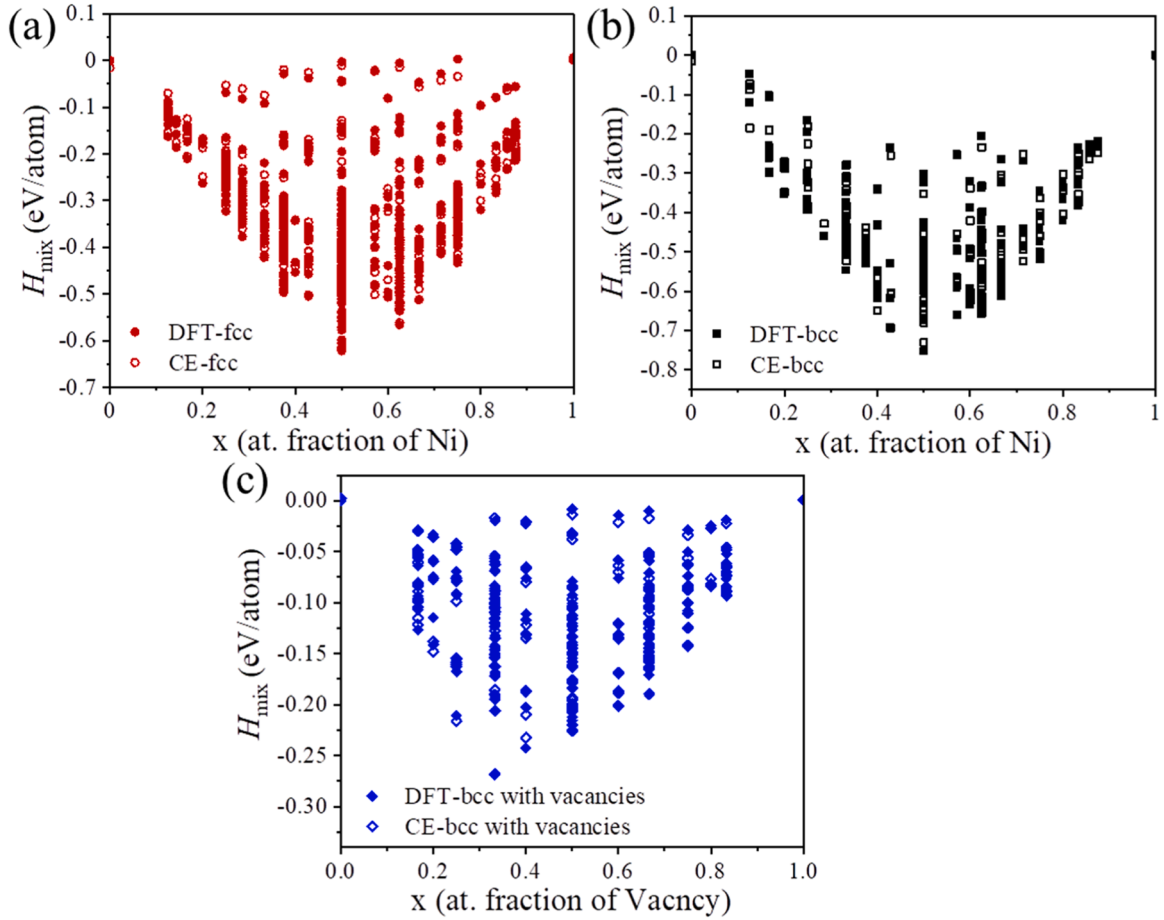 (a)
0.1
0
-0.1
-0.2
-0.3
-0.4
-0.5
-0.6
-0.7
H_mix (eV/atom)
DFT-fcc
CE-fcc
0 0.2 0.4 0.6 0.8 1
x (at. fraction of Ni)
(b)
0.1
0
-0.1
-0.2
-0.3
-0.4
-0.5
-0.6
-0.7
-0.8
H_mix (eV/atom)
DFT-bcc
CE-bcc
0 0.2 0.4 0.6 0.8 1
x (at. fraction of Ni)
(c)
0.00
-0.05
-0.10
-0.15
-0.20
-0.25
-0.30
H_mix (eV/atom)
DFT-bcc with vacancies
CE-bcc with vacancies
0.0 0.2 0.4 0.6 0.8 1.0
x (at. fraction of Vacncy)